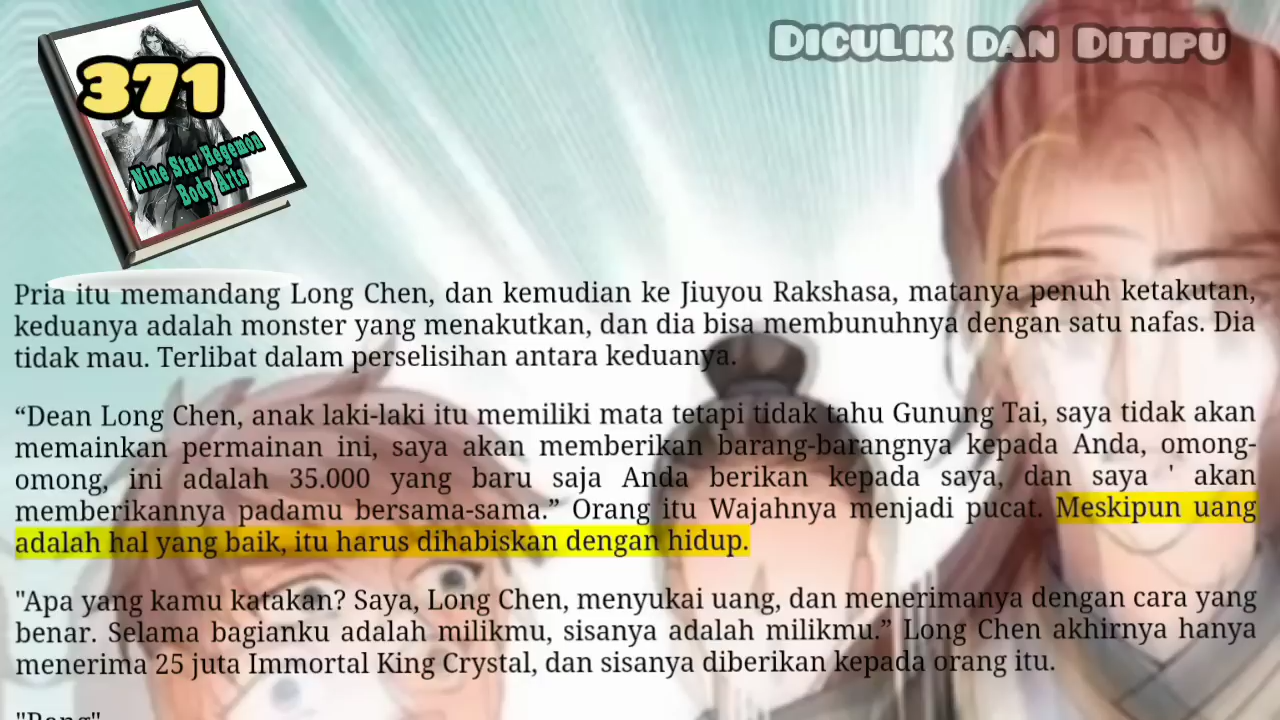 371
Nine Star Hegemon
Body Arts
Diculik dan Ditipu
Pria itu memandang Long Chen, dan kemudian ke Jiuyou Rakshasa, matanya penuh ketakutan,
keduanya adalah monster yang menakutkan, dan dia bisa membunuhnya dengan satu nafas. Dia
tidak mau. Terlibat dalam perselisihan antara keduanya.
“Dean Long Chen, anak laki-laki itu memiliki mata tetapi tidak tahu Gunung Tai, saya tidak akan
memainkan permainan ini, saya akan memberikan barang-barangnya kepada Anda, omong-
omong, ini adalah 35.000 yang baru saja Anda berikan kepada saya, dan saya ' akan
memberikannya padamu bersama-sama.” Orang itu Wajahnya menjadi pucat. Meskipun uang
adalah hal yang baik, itu harus dihabiskan dengan hidup.
"Apa yang kamu katakan? Saya, Long Chen, menyukai uang, dan menerimanya dengan cara yang
benar. Selama bagianku adalah milikmu, sisanya adalah milikmu.” Long Chen akhirnya hanya
menerima 25 juta Immortal King Crystal, dan sisanya diberikan kepada orang itu.